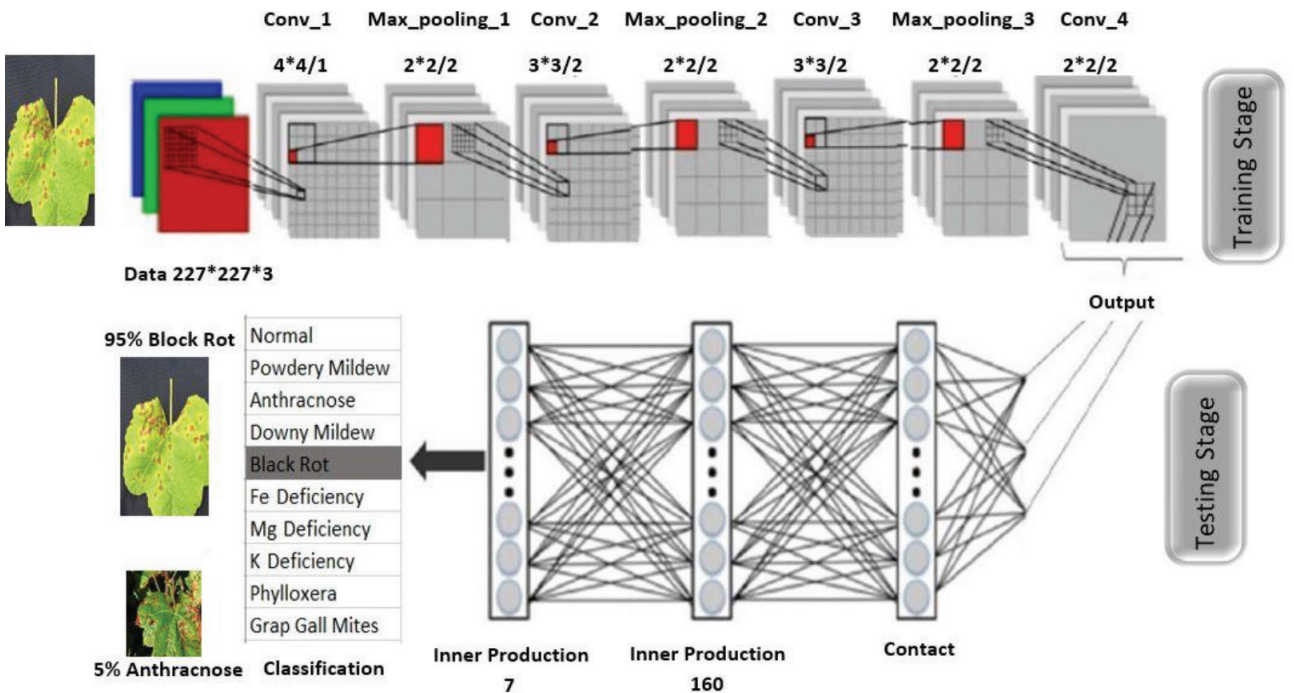 Conv_1 Max_pooling_1 Conv_2 Max_pooling_2 Conv_3 Max_pooling_3 Conv_4
4*4/1 2*2/2 3*3/2 2*2/2 3*3/2 2*2/2 2*2/2
Training Stage
Data 227*227*3
Output
95% Block Rot
Normal
Powdery Mildew
Anthracnose
Downy Mildew
Black Rot
Fe Deficiency
Mg Deficiency
K Deficiency
Phylloxera
Grap Gall Mites
Testing Stage
5% Anthracnose
Classification
Inner Production
7
Inner Production
160
Contact